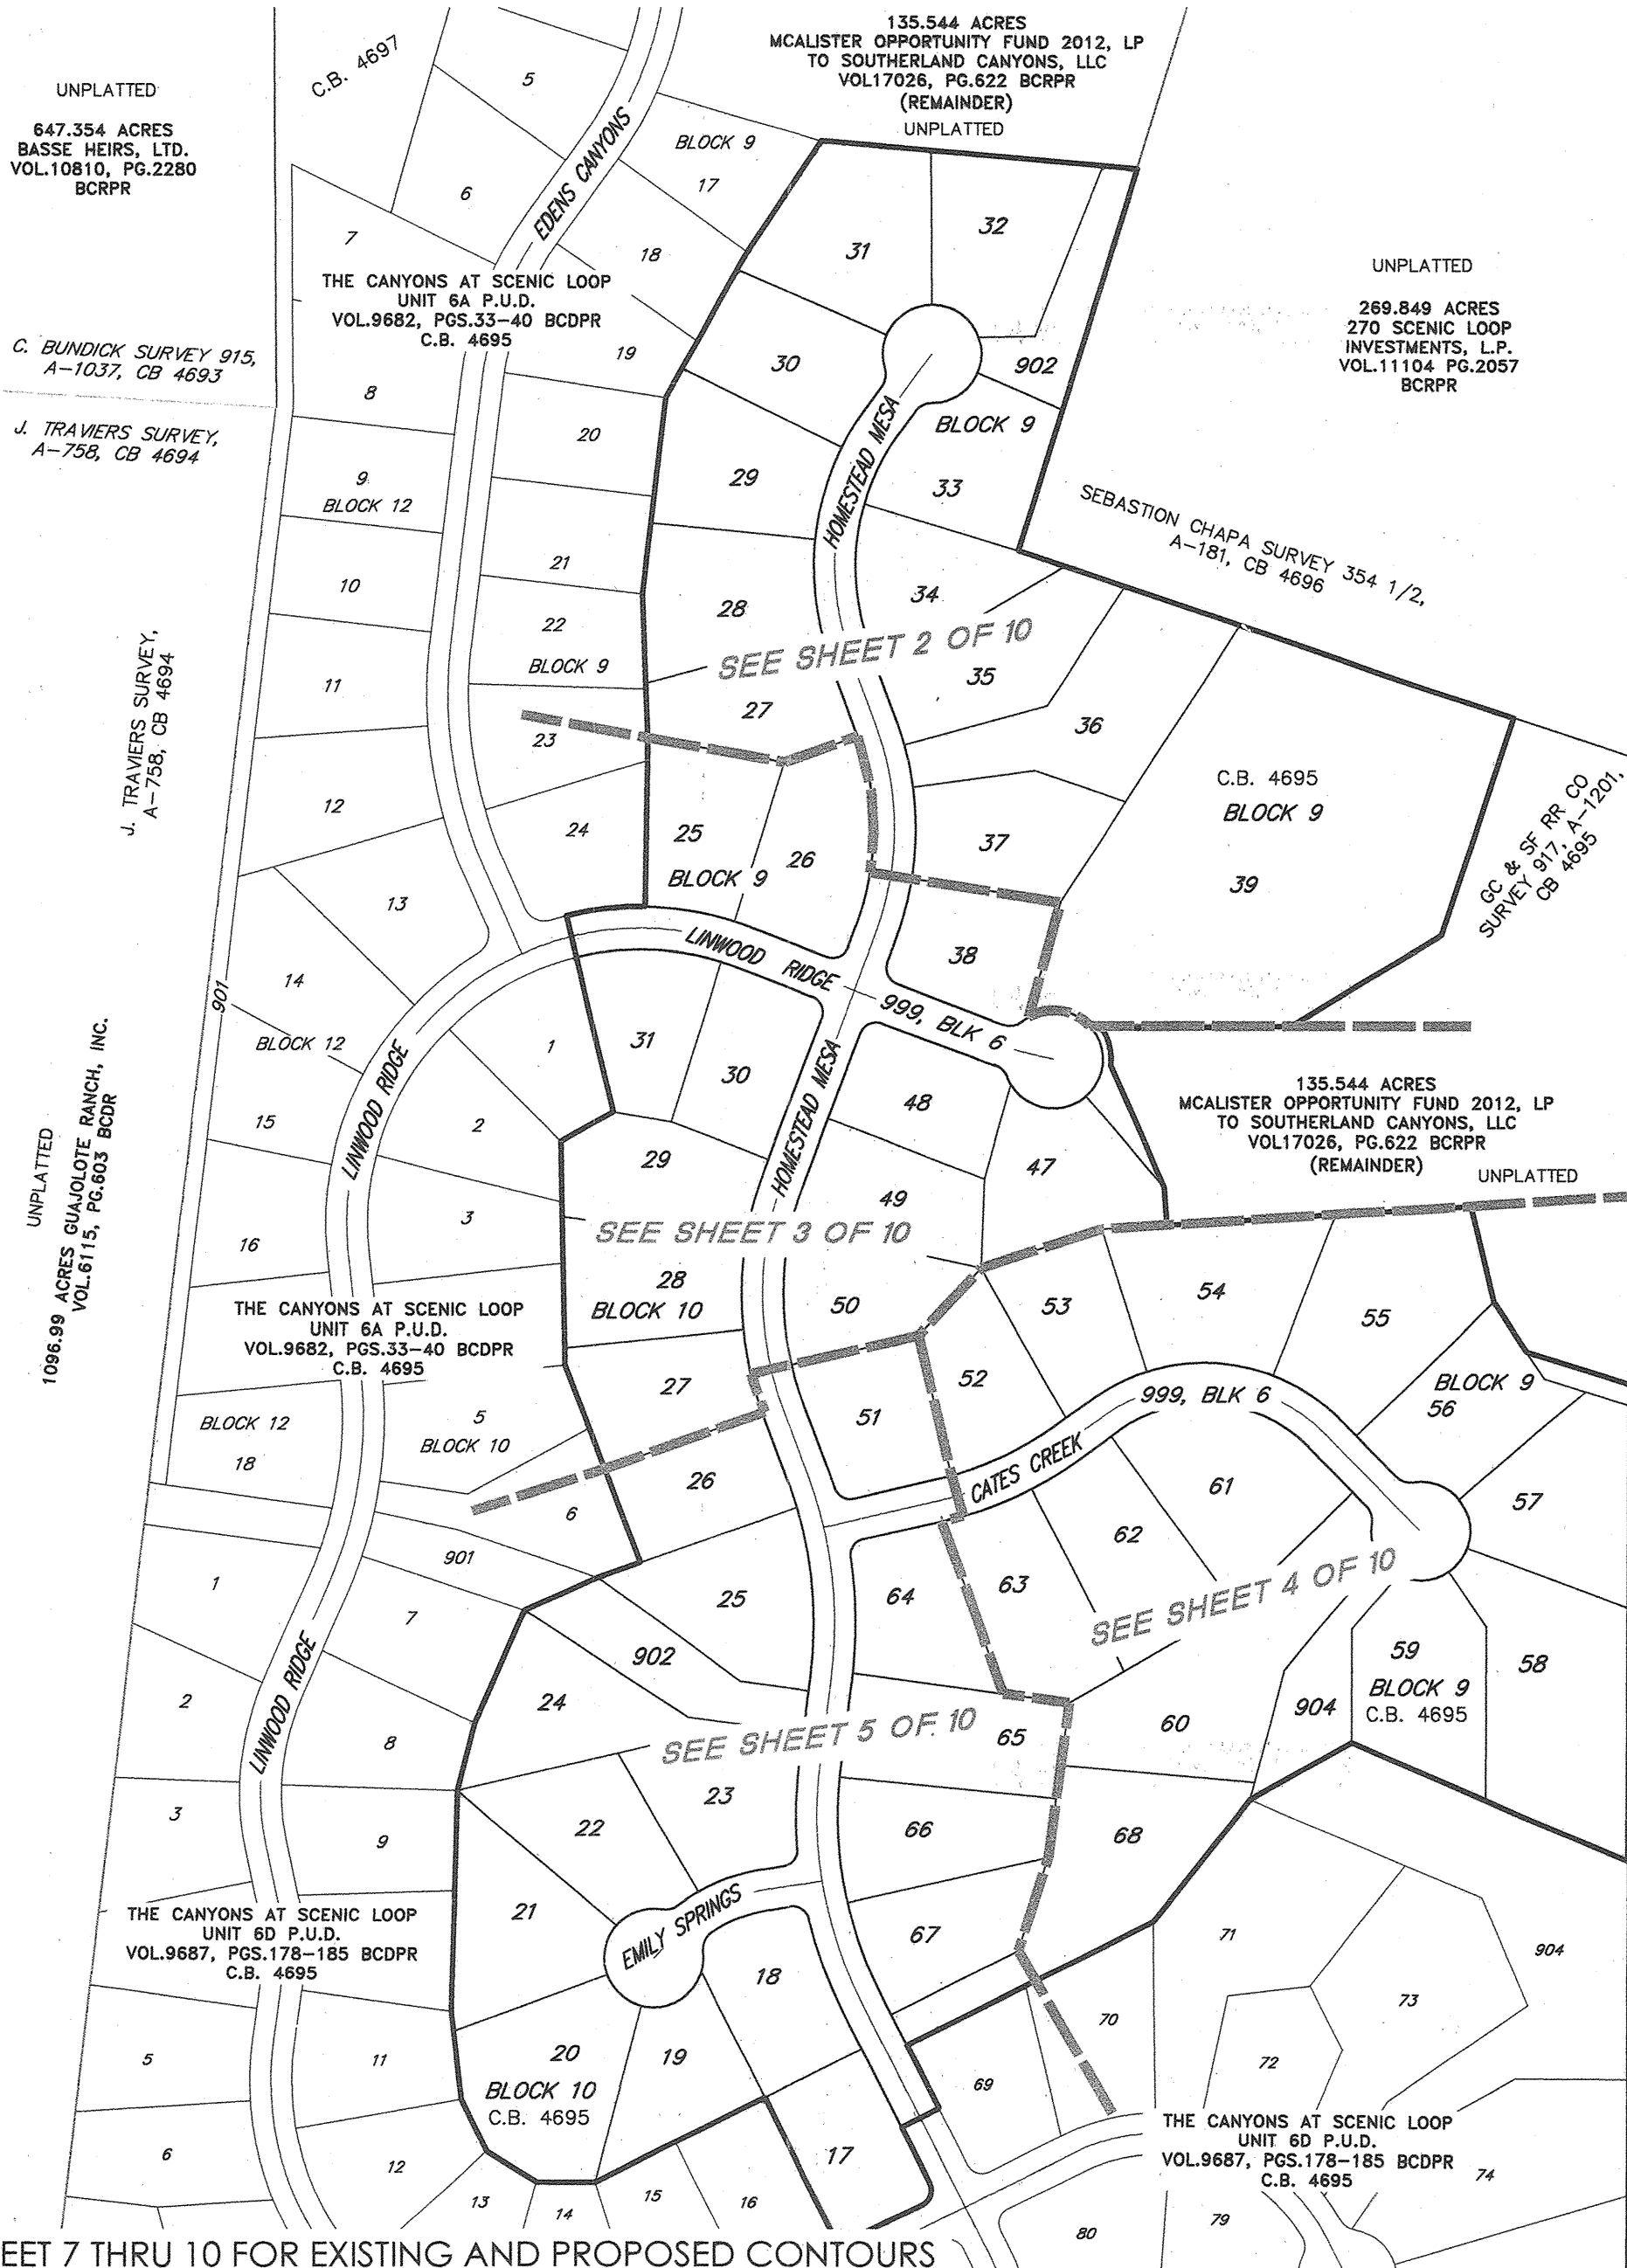 135.544 ACRES
MCALISTER OPPORTUNITY FUND 2012, LP
TO SOUTHERLAND CANYONS, LLC
VOL17026, PG.622 BCRPR
(REMAINDER)
UNPLATTED
UNPLATTED
647.354 ACRES
BASSE HEIRS, LTD.
VOL.10810, PG.2280
BCRPR
C.B. 4697
5
6
7
EDENS CANYONS
BLOCK 9
17
18
31
32
UNPLATTED
269.849 ACRES
270 SCENIC LOOP
INVESTMENTS, L.P.
VOL.11104 PG.2057
BCRPR
THE CANYONS AT SCENIC LOOP
UNIT 6A P.U.D.
VOL.9682, PGS.33-40 BCDPR
C.B. 4695
C. BUNDICK SURVEY 915,
A-1037, CB 4693
J. TRAVIERS SURVEY,
A-758, CB 4694
8
19
30
902
BLOCK 9
20
9
BLOCK 12
29
33
HOMESTEAD MESA
SEBASTION CHAPA SURVEY 354 1/2,
A-181, CB 4696
10
21
28
34
22
BLOCK 9
SEE SHEET 2 OF 10
J. TRAVIERS SURVEY,
A-758, CB 4694
11
35
27
36
23
C.B. 4695
BLOCK 9
39
GC & SF RR CO
SURVEY 917, A-1201,
CB 4695
12
24
25
26
BLOCK 9
37
13
LINWOOD RIDGE
38
999, BLK 6
901
14
BLOCK 12
15
LINWOOD RIDGE
1
31
30
HOMESTEAD MESA
48
135.544 ACRES
MCALISTER OPPORTUNITY FUND 2012, LP
TO SOUTHERLAND CANYONS, LLC
VOL17026, PG.622 BCRPR
(REMAINDER)
UNPLATTED
UNPLATTED
1096.99 ACRES GUAJOLOTE RANCH, INC.
VOL.6115, PG.603 BCDR
2
29
47
49
3
16
SEE SHEET 3 OF 10
28
BLOCK 10
50
53
54
55
THE CANYONS AT SCENIC LOOP
UNIT 6A P.U.D.
VOL.9682, PGS.33-40 BCDPR
C.B. 4695
27
52
51
999, BLK 6
BLOCK 9
56
BLOCK 12
18
5
BLOCK 10
CATES CREEK
26
61
57
6
62
901
1
7
25
64
63
SEE SHEET 4 OF 10
902
59
BLOCK 9
C.B. 4695
58
LINWOOD RIDGE
2
8
24
SEE SHEET 5 OF 10
65
60
904
3
9
22
23
66
68
21
EMILY SPRINGS
67
THE CANYONS AT SCENIC LOOP
UNIT 6D P.U.D.
VOL.9687, PGS.178-185 BCDPR
C.B. 4695
71
904
18
73
70
5
11
20
BLOCK 10
C.B. 4695
19
69
72
6
12
17
THE CANYONS AT SCENIC LOOP
UNIT 6D P.U.D.
VOL.9687, PGS.178-185 BCDPR
C.B. 4695
74
13
14
15
16
80
79
EET 7 THRU 10 FOR EXISTING AND PROPOSED CONTOURS